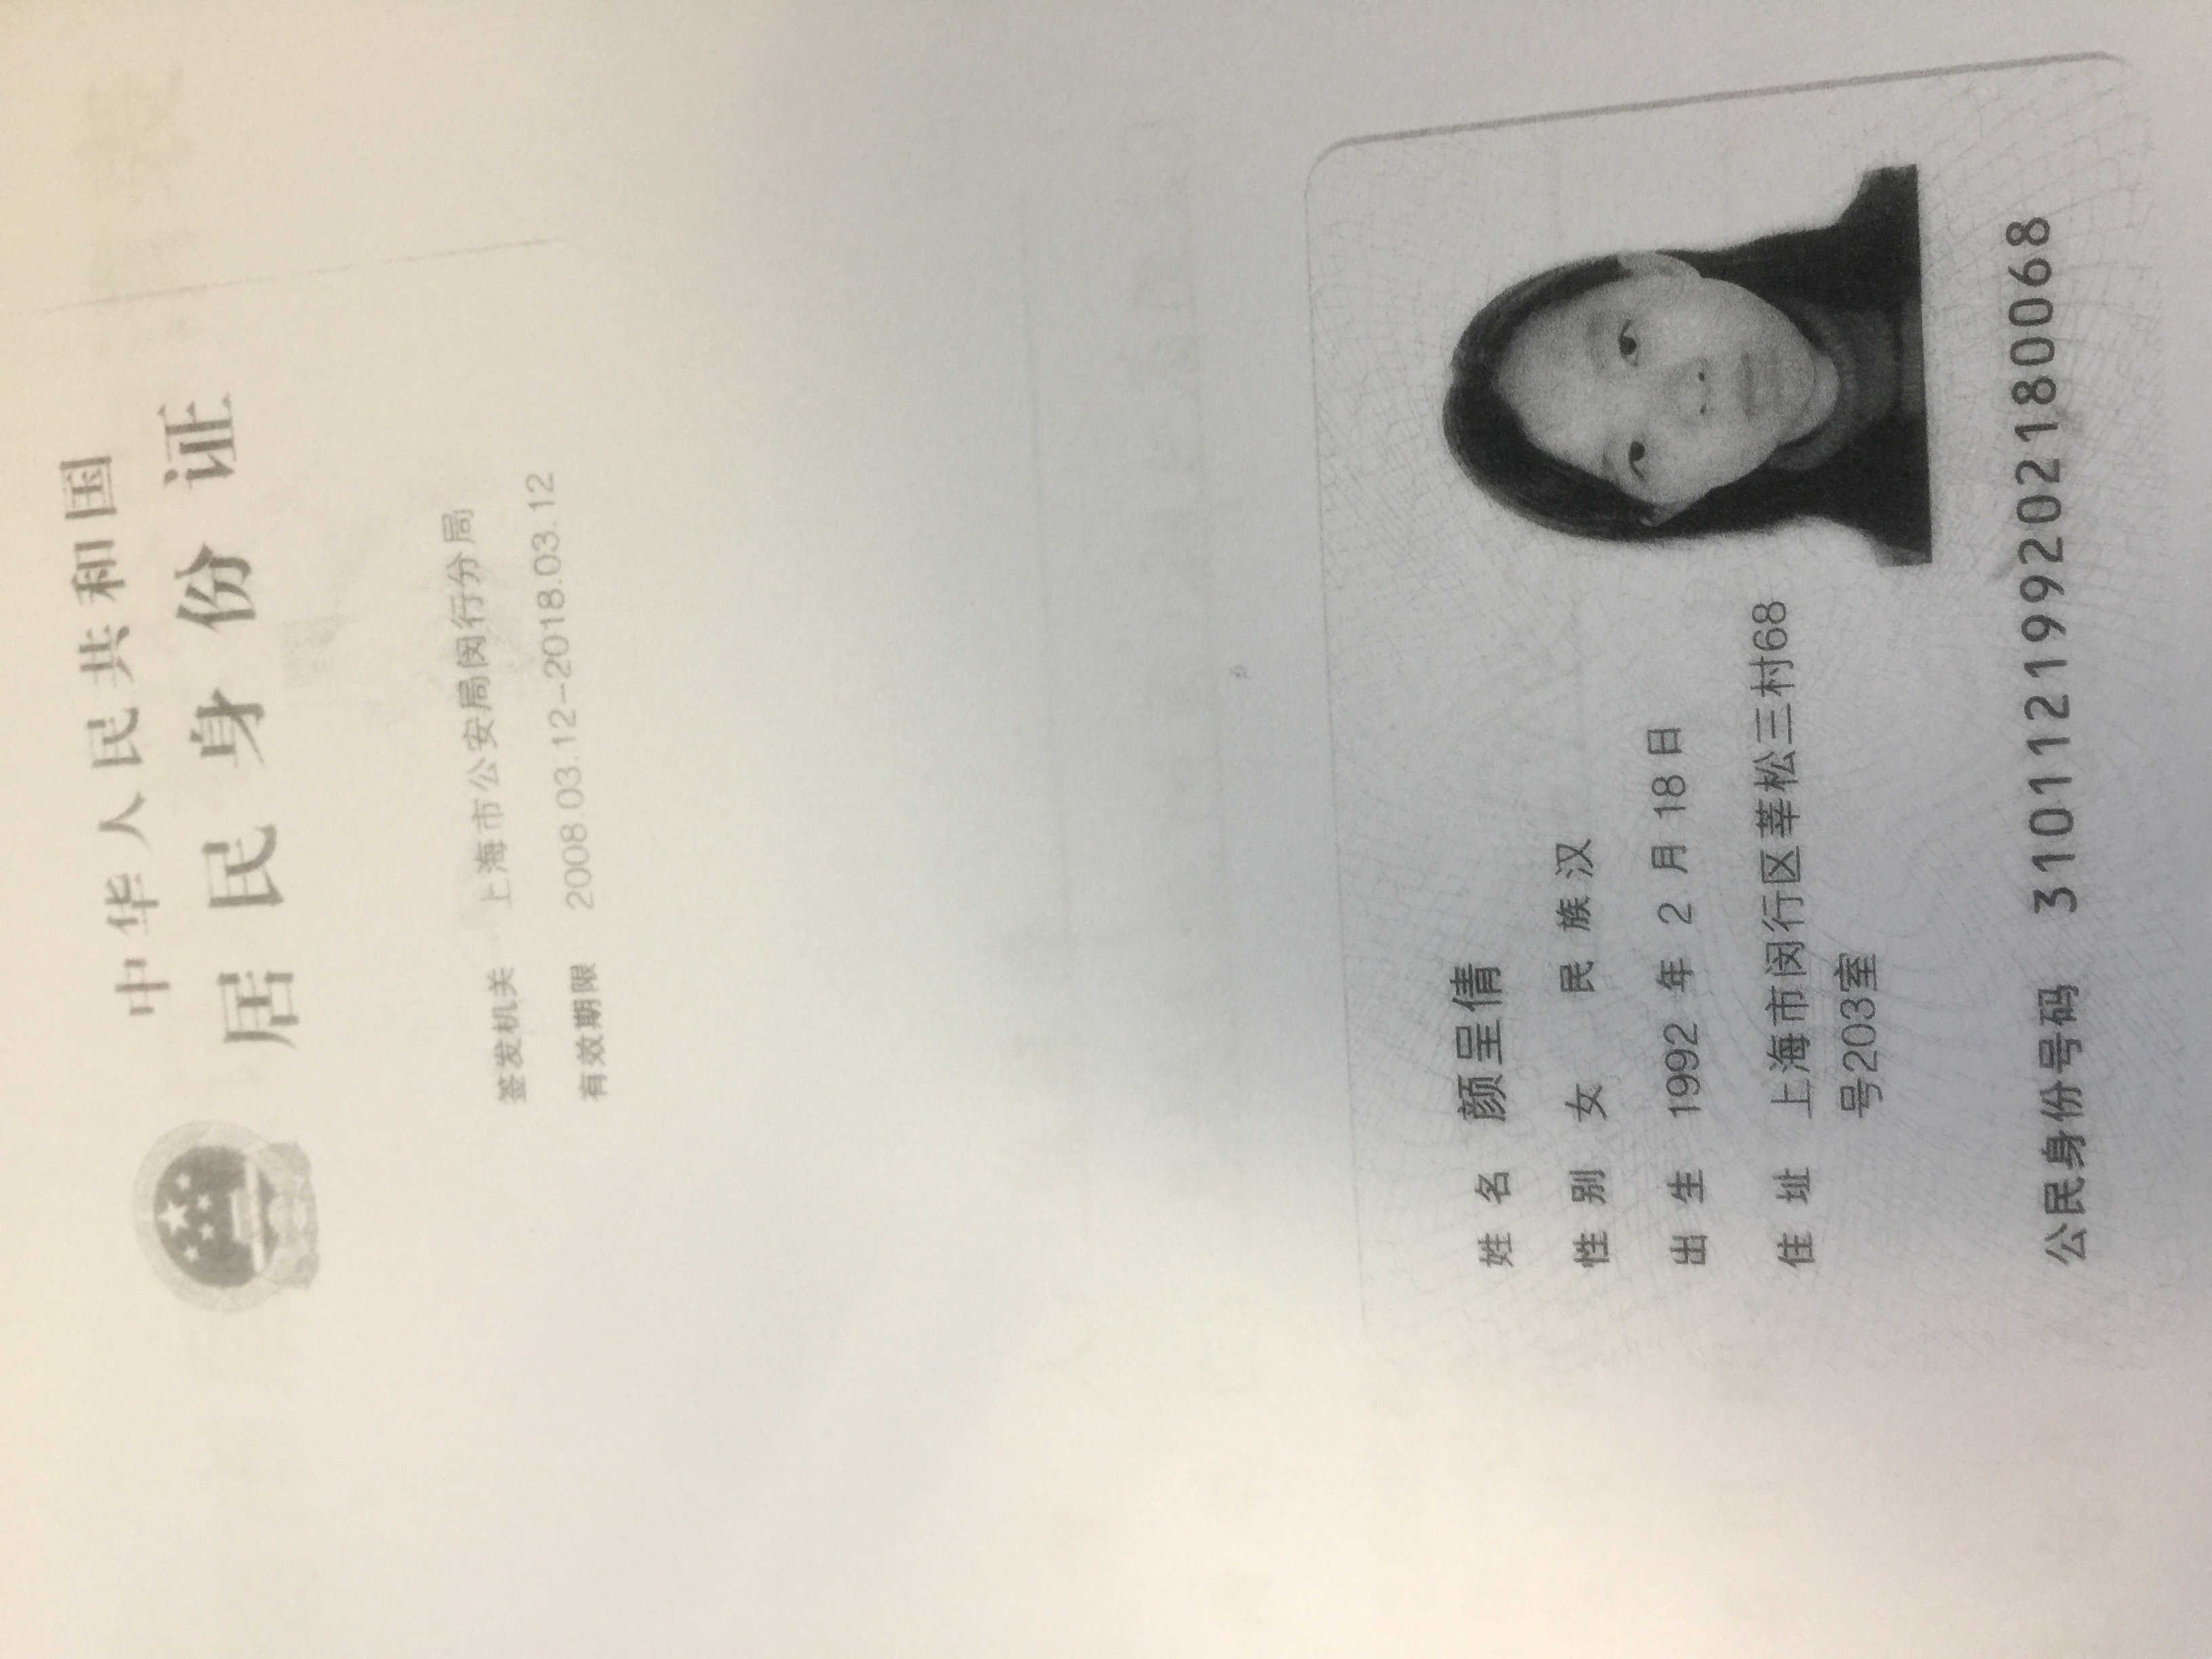 中华人民共和国
居民身份证
签发机关 上海市公安局闵行分局
有效期限 2008.03.12-2018.03.12
姓名 颜呈倩
性别 女 民族 汉
出生 1992 年 2 月 18 日
住址 上海市闵行区莘松三村68
号203室
公民身份号码 310112199202180068